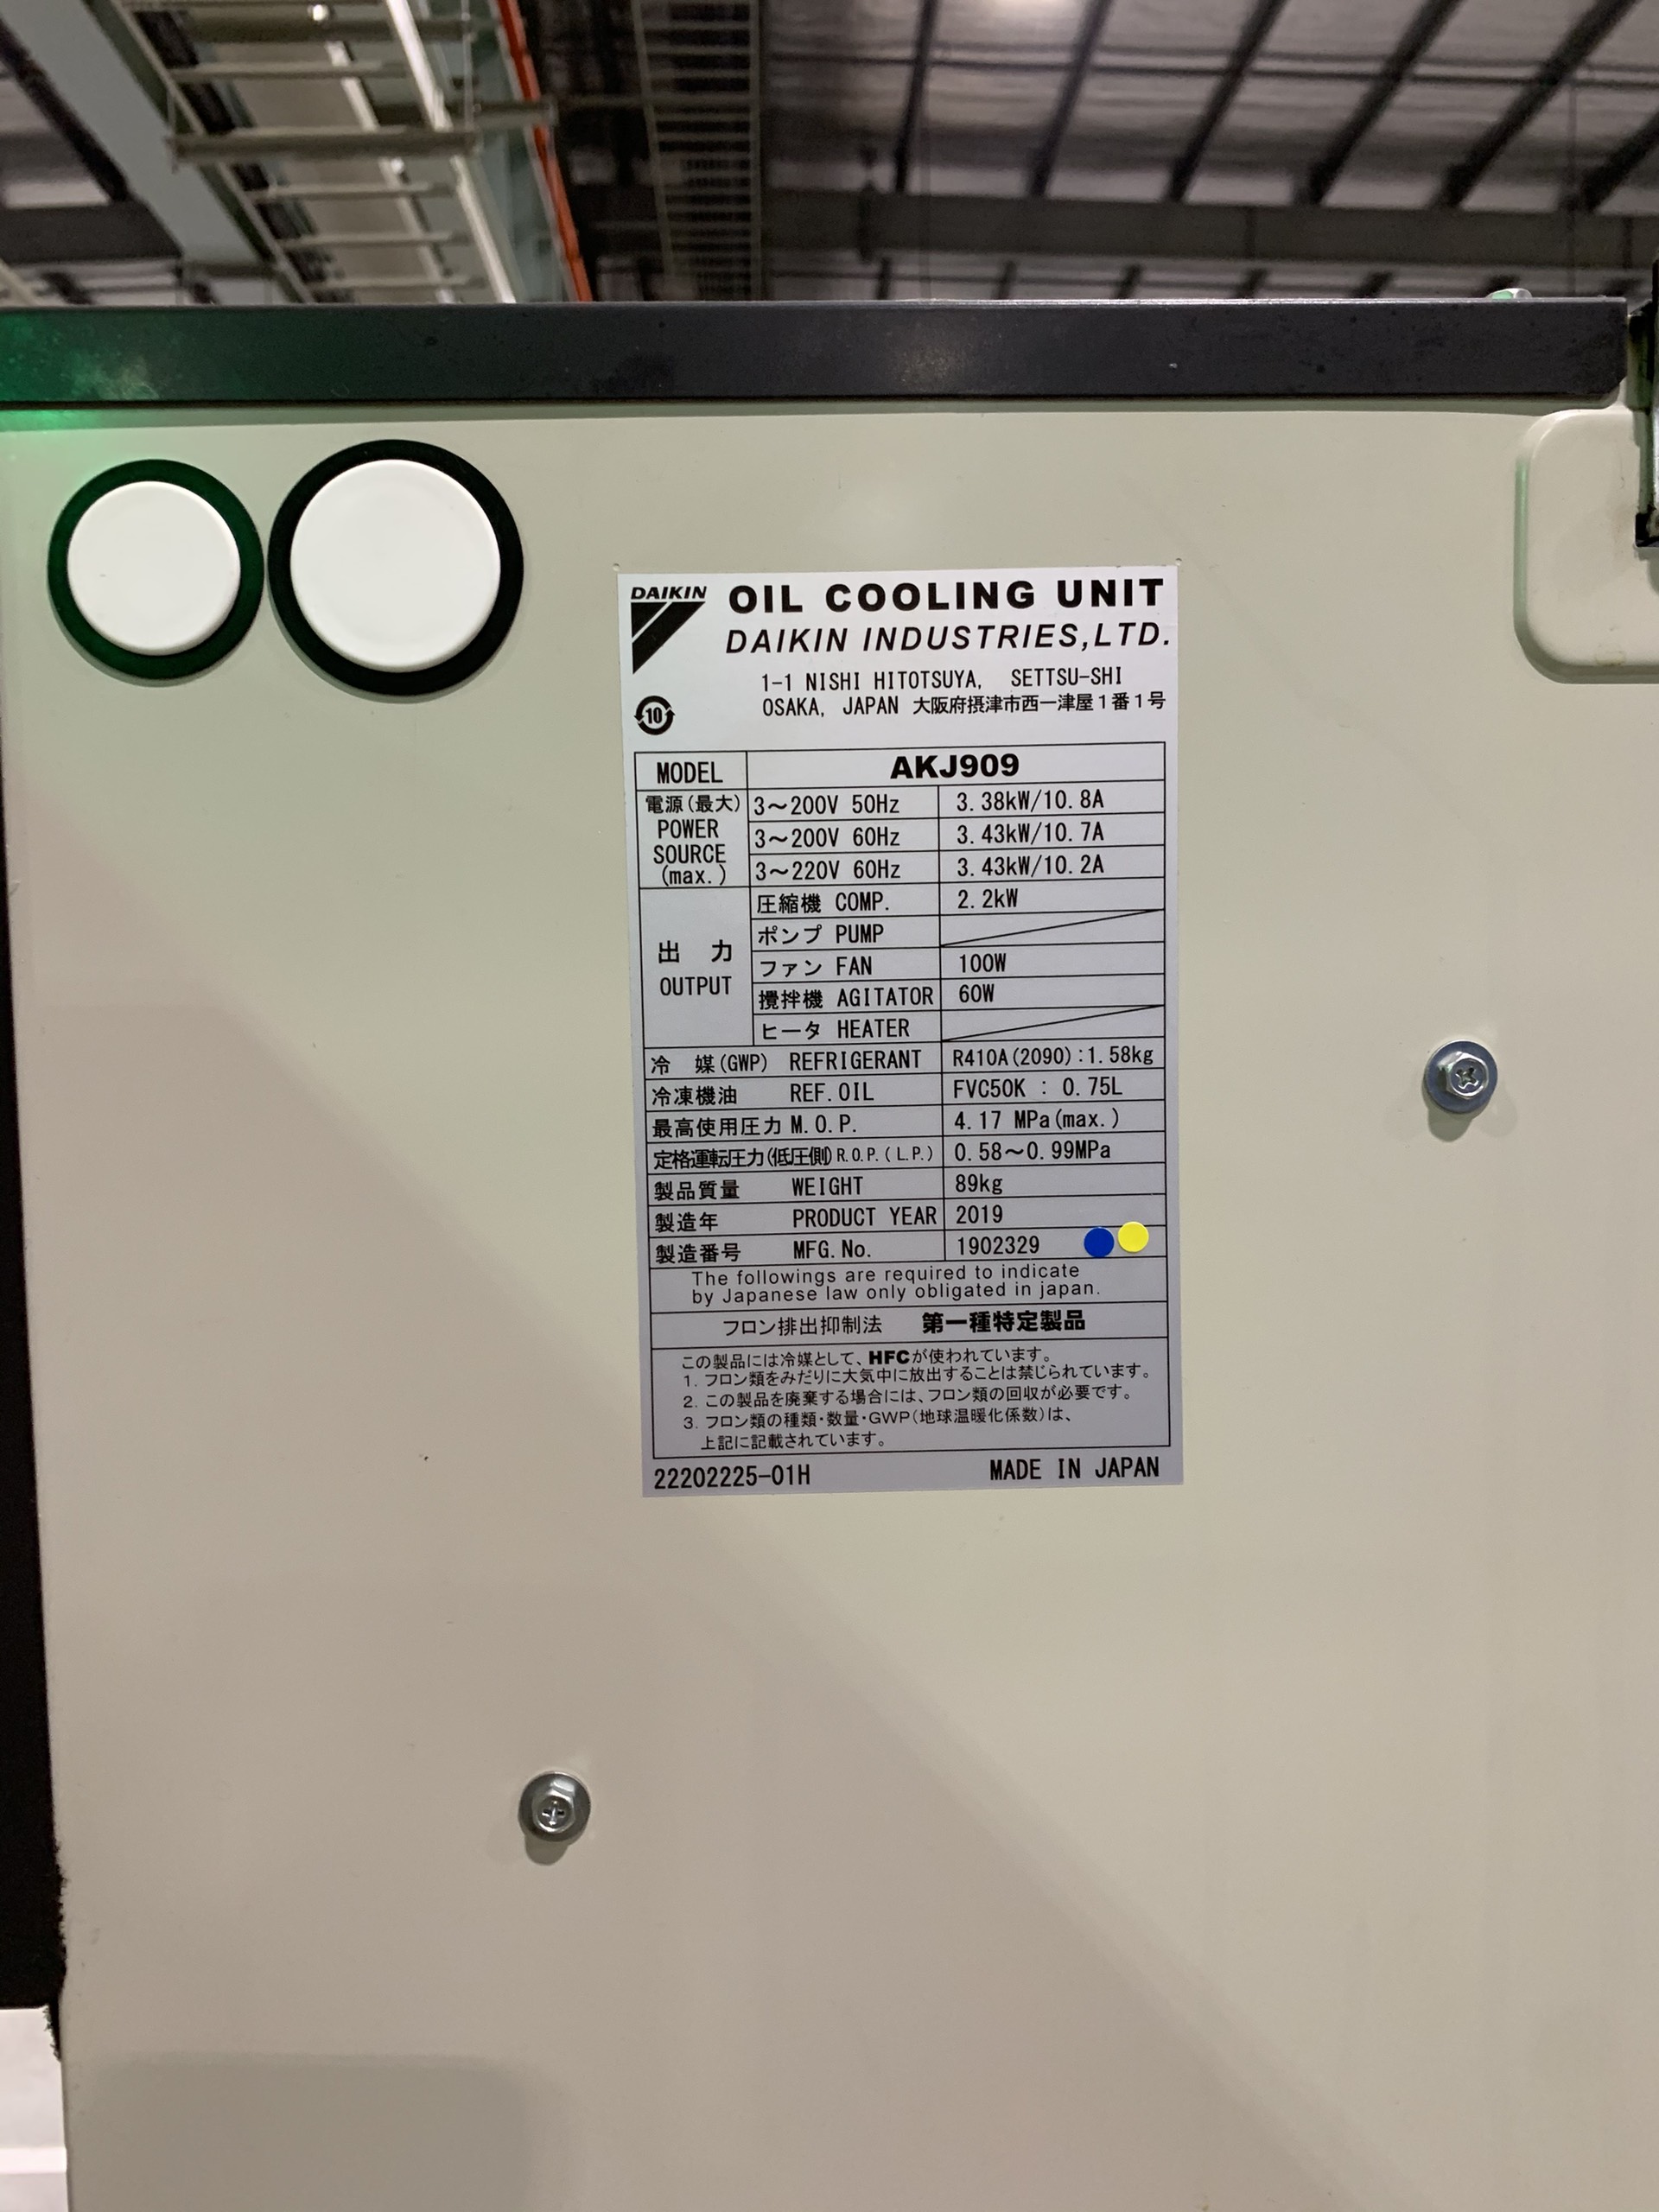 DAIKIN
OIL COOLING UNIT
DAIKIN INDUSTRIES,LTD.
1-1 NISHI HITOTSUYA, SETTSU-SHI
OSAKA, JAPAN 大阪府摂津市西一津屋1番1号
10
MODEL AKJ909
電源(最大) POWER SOURCE (max.)
3～200V 50Hz 3.38kW/10.8A
3～200V 60Hz 3.43kW/10.7A
3～220V 60Hz 3.43kW/10.2A
出 力 OUTPUT
圧縮機 COMP. 2.2kW
ポンプ PUMP
ファン FAN 100W
攪拌機 AGITATOR 60W
ヒータ HEATER
冷 媒(GWP) REFRIGERANT R410A(2090):1.58kg
冷凍機油 REF.OIL FVC50K : 0.75L
最高使用圧力 M.O.P. 4.17 MPa(max.)
定格運転圧力(低圧側) R.O.P.(L.P.) 0.58～0.99MPa
製品質量 WEIGHT 89kg
製造年 PRODUCT YEAR 2019
製造番号 MFG.No. 1902329
The followings are required to indicate
by Japanese law only obligated in japan.
フロン排出抑制法 第一種特定製品
この製品には冷媒として、HFCが使われています。
1. フロン類をみだりに大気中に放出することは禁じられています。
2. この製品を廃棄する場合には、フロン類の回収が必要です。
3. フロン類の種類・数量・GWP(地球温暖化係数)は、
上記に記載されています。
22202225-01H MADE IN JAPAN